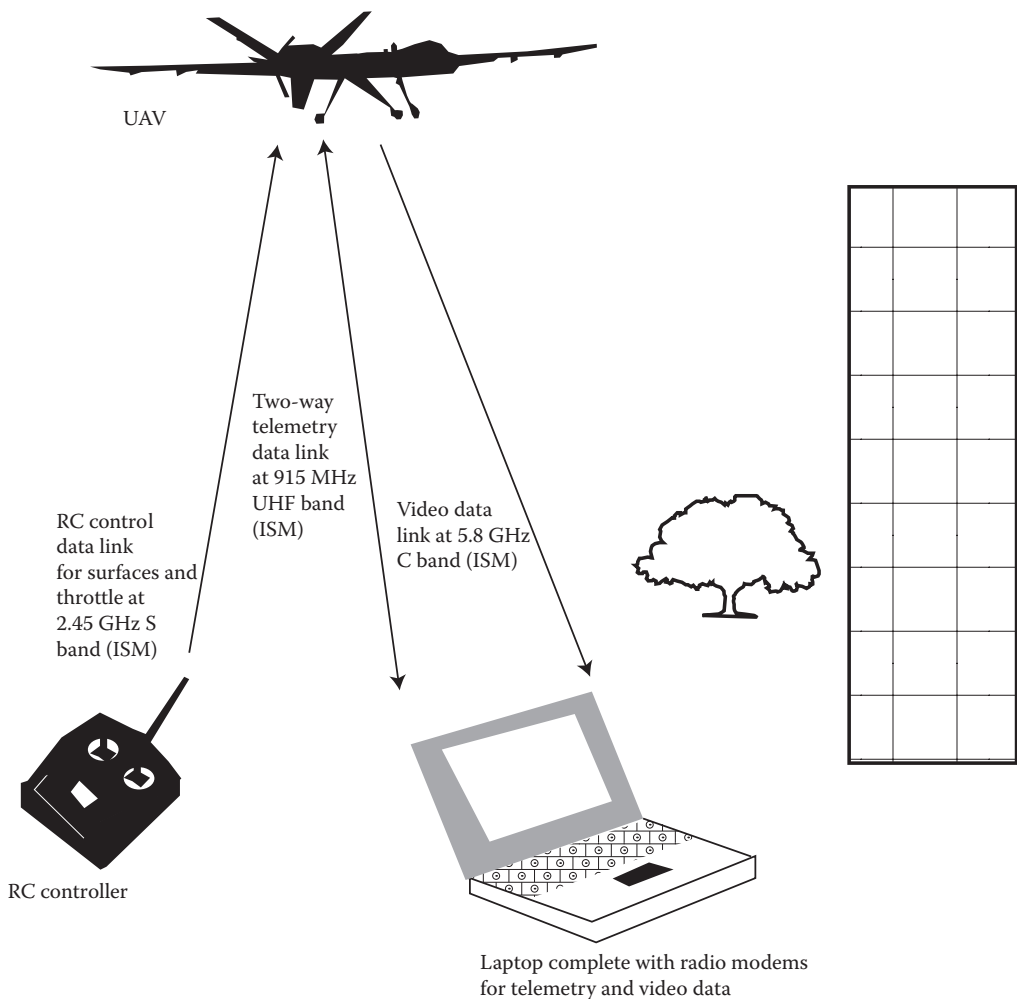 UAV
Two-way
telemetry
data link
at 915 MHz
UHF band
(ISM)
Video data
link at 5.8 GHz
C band (ISM)
RC control
data link
for surfaces and
throttle at
2.45 GHz S
band (ISM)
RC controller
Laptop complete with radio modems
for telemetry and video data